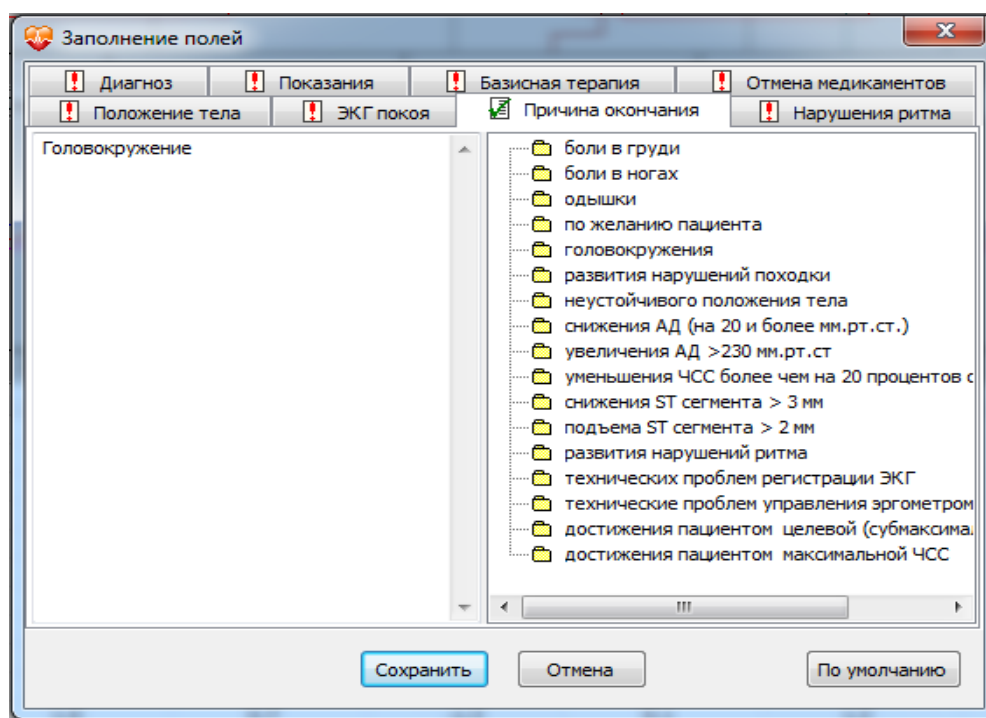 Заполнение полей
Диагноз
Показания
Базисная терапия
Отмена медикаментов
Положение тела
ЭКГ покоя
Причина окончания
Нарушения ритма
Головокружение
боли в груди
боли в ногах
одышки
по желанию пациента
головокружения
развития нарушений походки
неустойчивого положения тела
снижения АД (на 20 и более мм.рт.ст.)
увеличения АД >230 мм.рт.ст
уменьшения ЧСС более чем на 20 процентов с
снижения ST сегмента > 3 мм
подъема ST сегмента > 2 мм
развития нарушений ритма
технических проблем регистрации ЭКГ
технические проблем управления эргометром
достижения пациентом целевой (субмаксима
достижения пациентом максимальной ЧСС
Сохранить
Отмена
По умолчанию